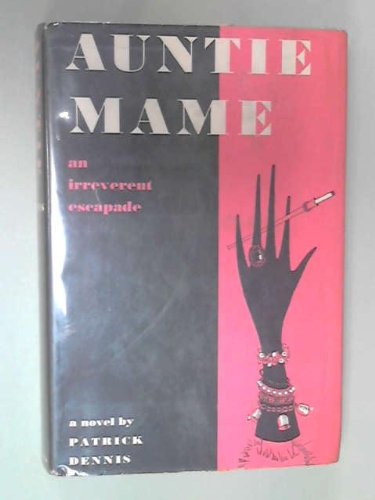 AUNTIE
MAME
an
irreverent
escapade
a novel by
PATRICK
DENNIS